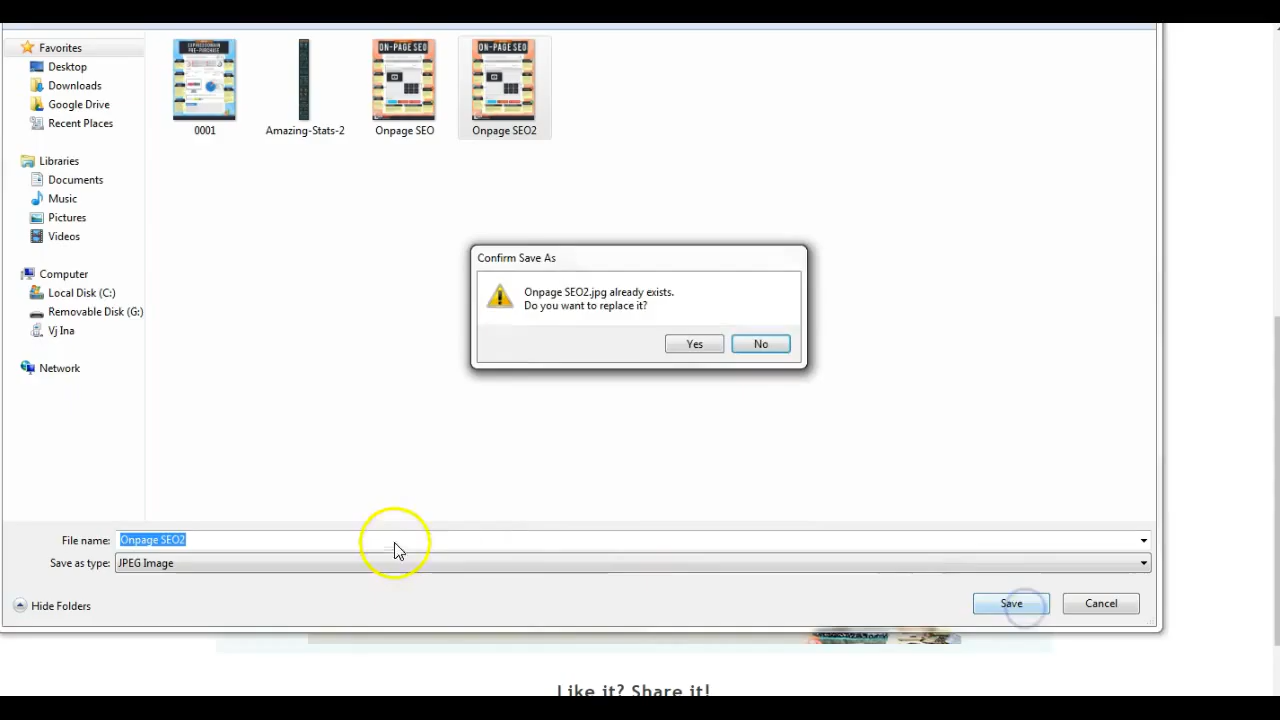 Favorites
Desktop
Downloads
Google Drive
Recent Places
Libraries
Documents
Music
Pictures
Videos
Computer
Local Disk (C:)
Removable Disk (G:)
Vj Ina
Network
ON-PAGE SEO
ON-PAGE SEO
0001
Amazing-Stats-2
Onpage SEO
Onpage SEO2
Confirm Save As
Onpage SEO2.jpg already exists.
Do you want to replace it?
Yes
No
File name:
Onpage SEO2
Save as type:
JPEG Image
Hide Folders
Save
Cancel
Like it? Share it!